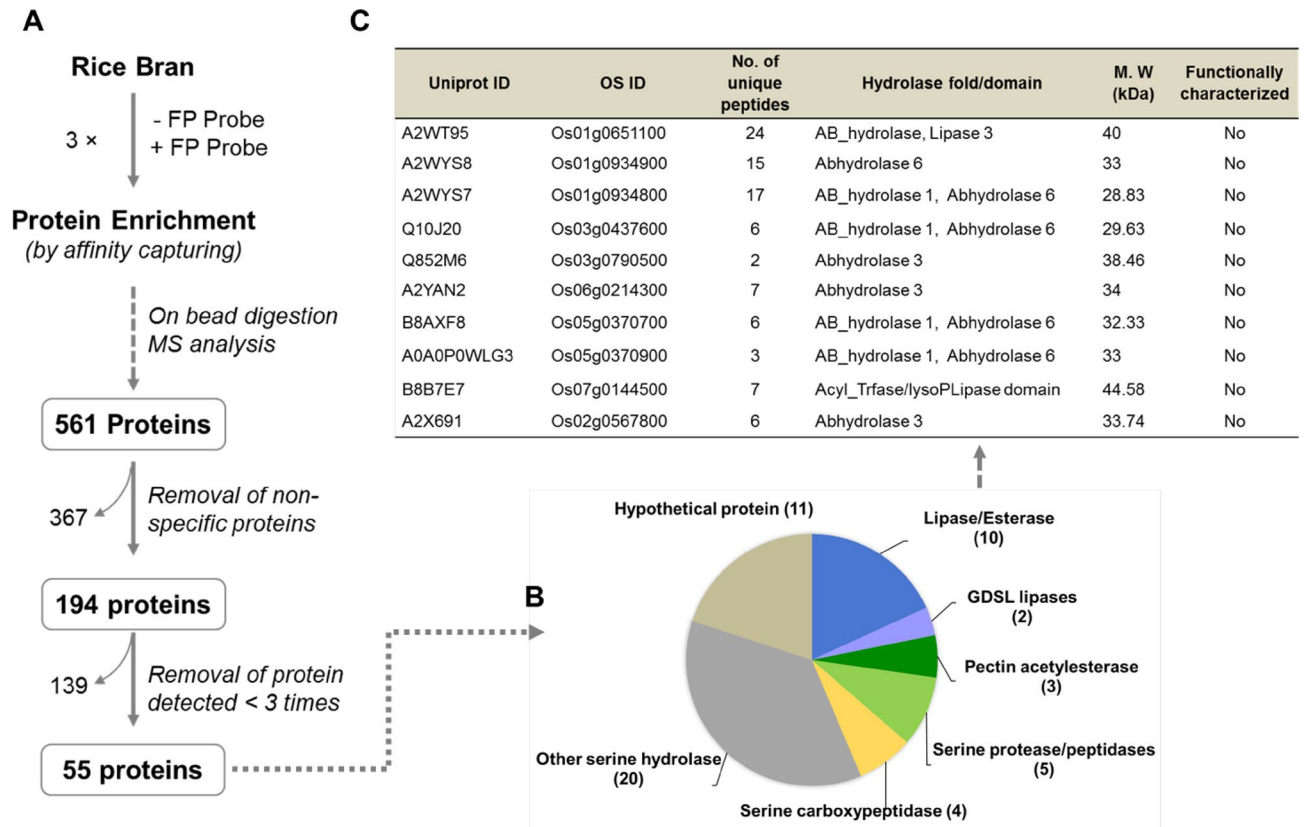 A
Rice Bran
3 ×
- FP Probe
+ FP Probe
Protein Enrichment
(by affinity capturing)
On bead digestion
MS analysis
561 Proteins
367
Removal of non-
specific proteins
194 proteins
139
Removal of protein
detected < 3 times
55 proteins
B
Hypothetical protein (11)
Lipase/Esterase
(10)
GDSL lipases
(2)
Pectin acetylesterase
(3)
Serine protease/peptidases
(5)
Serine carboxypeptidase (4)
Other serine hydrolase
(20)
C
Uniprot ID OS ID No. of unique peptides Hydrolase fold/domain M. W (kDa) Functionally characterized
A2WT95 Os01g0651100 24 AB_hydrolase, Lipase 3 40 No
A2WYS8 Os01g0934900 15 Abhydrolase 6 33 No
A2WYS7 Os01g0934800 17 AB_hydrolase 1, Abhydrolase 6 28.83 No
Q10J20 Os03g0437600 6 AB_hydrolase 1, Abhydrolase 6 29.63 No
Q852M6 Os03g0790500 2 Abhydrolase 3 38.46 No
A2YAN2 Os06g0214300 7 Abhydrolase 3 34 No
B8AXF8 Os05g0370700 6 AB_hydrolase 1, Abhydrolase 6 32.33 No
A0A0P0WLG3 Os05g0370900 3 AB_hydrolase 1, Abhydrolase 6 33 No
B8B7E7 Os07g0144500 7 Acyl_Trfase/lysoPLipase domain 44.58 No
A2X691 Os02g0567800 6 Abhydrolase 3 33.74 No